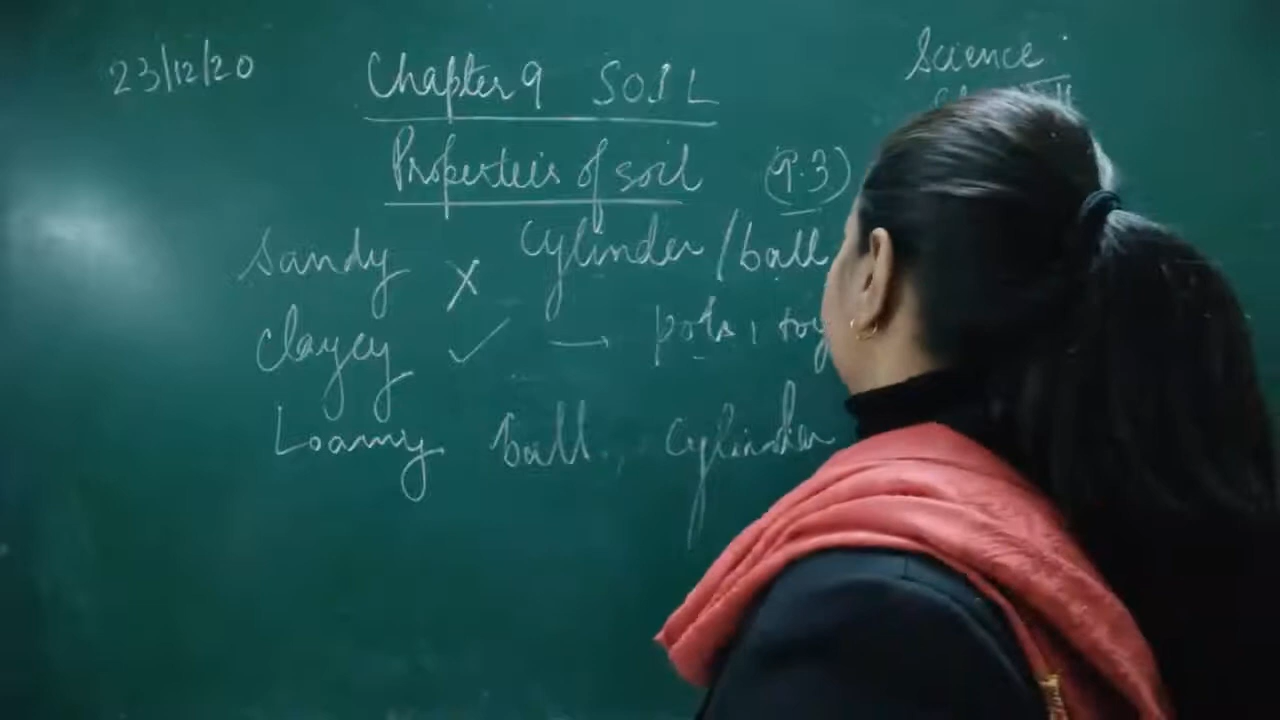 23/12/20
Chapter 9 SOIL
Science
Properties of soil (9.3)
Sandy X Cylinder / ball
Clayey ✓ → pots, toy
Loamy ball, Cylinder